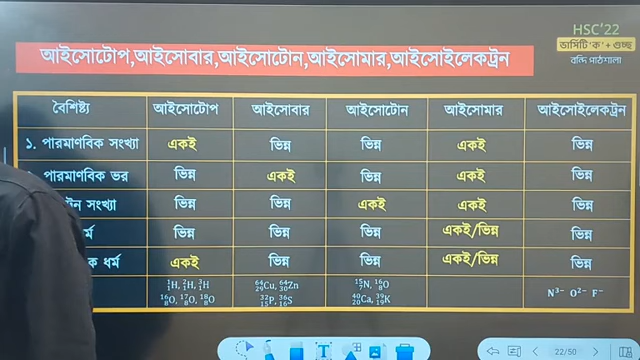 HSC'22
ভার্সিটি 'ক' + গুচ্ছ
বন্দি পাঠশালা
আইসোটোপ,আইসোবার,আইসোটোন,আইসোমার,আইসোইলেকট্রন
বৈশিষ্ট্য আইসোটোপ আইসোবার আইসোটোন আইসোমার আইসোইলেকট্রন
১. পারমাণবিক সংখ্যা একই ভিন্ন ভিন্ন একই ভিন্ন
পারমাণবিক ভর ভিন্ন একই ভিন্ন একই ভিন্ন
সংখ্যা ভিন্ন ভিন্ন একই একই ভিন্ন
ভিন্ন ভিন্ন ভিন্ন একই/ভিন্ন ভিন্ন
ধর্ম একই ভিন্ন ভিন্ন একই/ভিন্ন ভিন্ন
¹₁H, ²₁H, ³₁H ⁶⁴₂₉Cu, ⁶⁴₃₀Zn ¹⁵₇N, ¹⁶₈O N³⁻ O²⁻ F⁻
¹⁶₈O, ¹⁷₈O, ¹⁸₈O ³²₁₅P, ³⁶₁₆S ⁴⁰₂₀Ca, ³⁹₁₉K
22/50